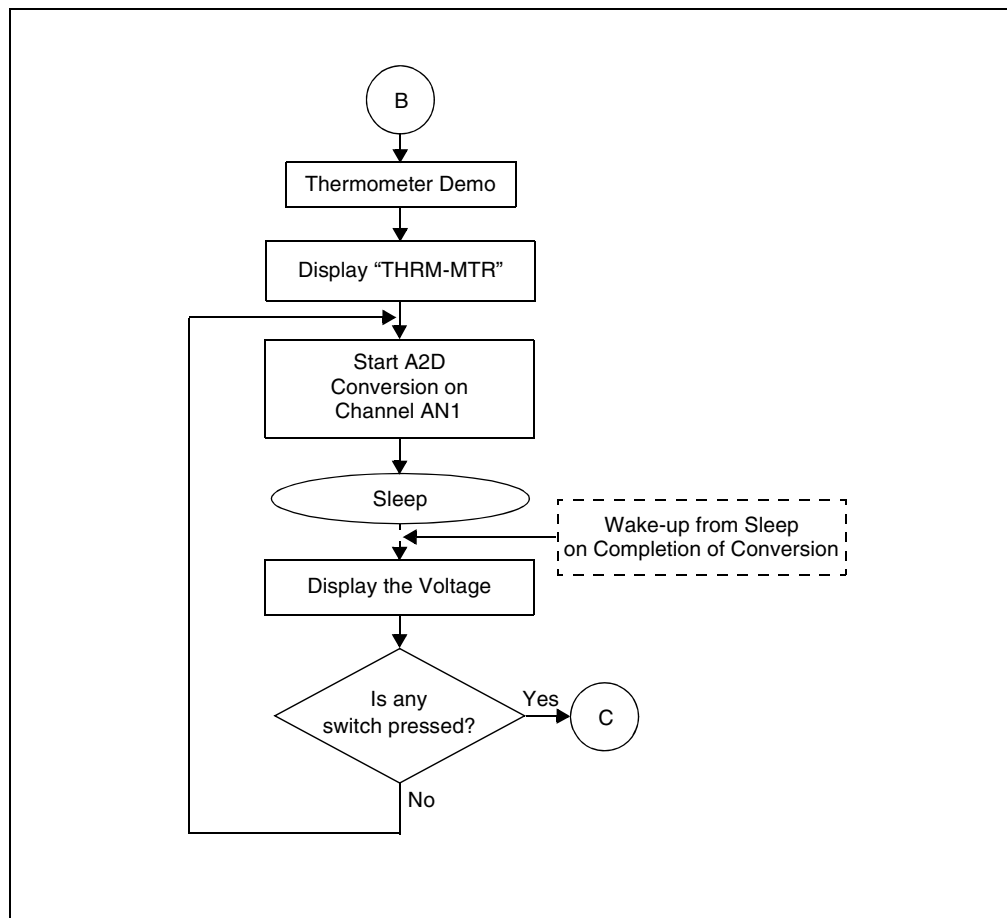 B
Thermometer Demo
Display “THRM-MTR”
Start A2D
Conversion on
Channel AN1
Sleep
Wake-up from Sleep
on Completion of Conversion
Display the Voltage
Is any
switch pressed?
Yes
C
No